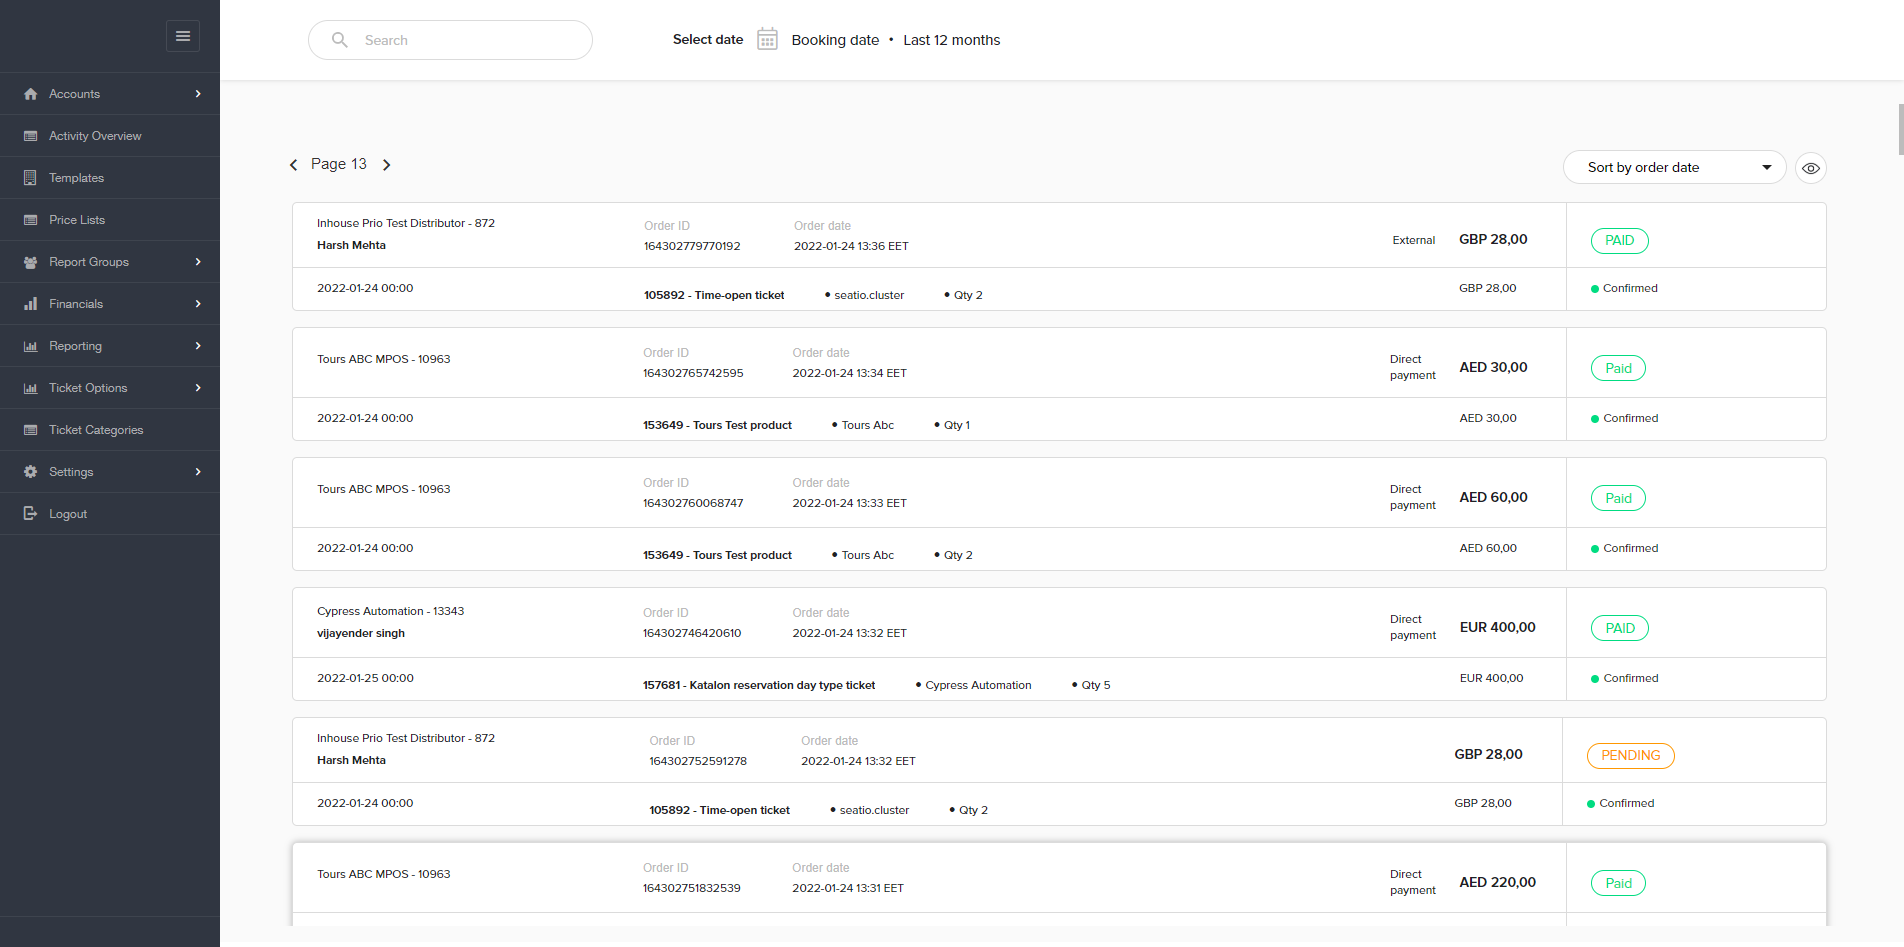 Search
Select date Booking date • Last 12 months
Accounts
Activity Overview
Templates
Price Lists
Report Groups
Financials
Reporting
Ticket Options
Ticket Categories
Settings
Logout
Page 13
Sort by order date
Inhouse Prio Test Distributor - 872
Harsh Mehta
Order ID
164302779770192
Order date
2022-01-24 13:36 EET
External GBP 28,00
PAID
2022-01-24 00:00
105892 - Time-open ticket • seatio.cluster • Qty 2
GBP 28,00
Confirmed
Tours ABC MPOS - 10963
Order ID
164302765742595
Order date
2022-01-24 13:34 EET
Direct
payment
AED 30,00
Paid
2022-01-24 00:00
153649 - Tours Test product • Tours Abc • Qty 1
AED 30,00
Confirmed
Tours ABC MPOS - 10963
Order ID
164302760068747
Order date
2022-01-24 13:33 EET
Direct
payment
AED 60,00
Paid
2022-01-24 00:00
153649 - Tours Test product • Tours Abc • Qty 2
AED 60,00
Confirmed
Cypress Automation - 13343
vijayender singh
Order ID
164302746420610
Order date
2022-01-24 13:32 EET
Direct
payment
EUR 400,00
PAID
2022-01-25 00:00
157681 - Katalon reservation day type ticket • Cypress Automation • Qty 5
EUR 400,00
Confirmed
Inhouse Prio Test Distributor - 872
Harsh Mehta
Order ID
164302752591278
Order date
2022-01-24 13:32 EET
GBP 28,00
PENDING
2022-01-24 00:00
105892 - Time-open ticket • seatio.cluster • Qty 2
GBP 28,00
Confirmed
Tours ABC MPOS - 10963
Order ID
164302751832539
Order date
2022-01-24 13:31 EET
Direct
payment
AED 220,00
Paid